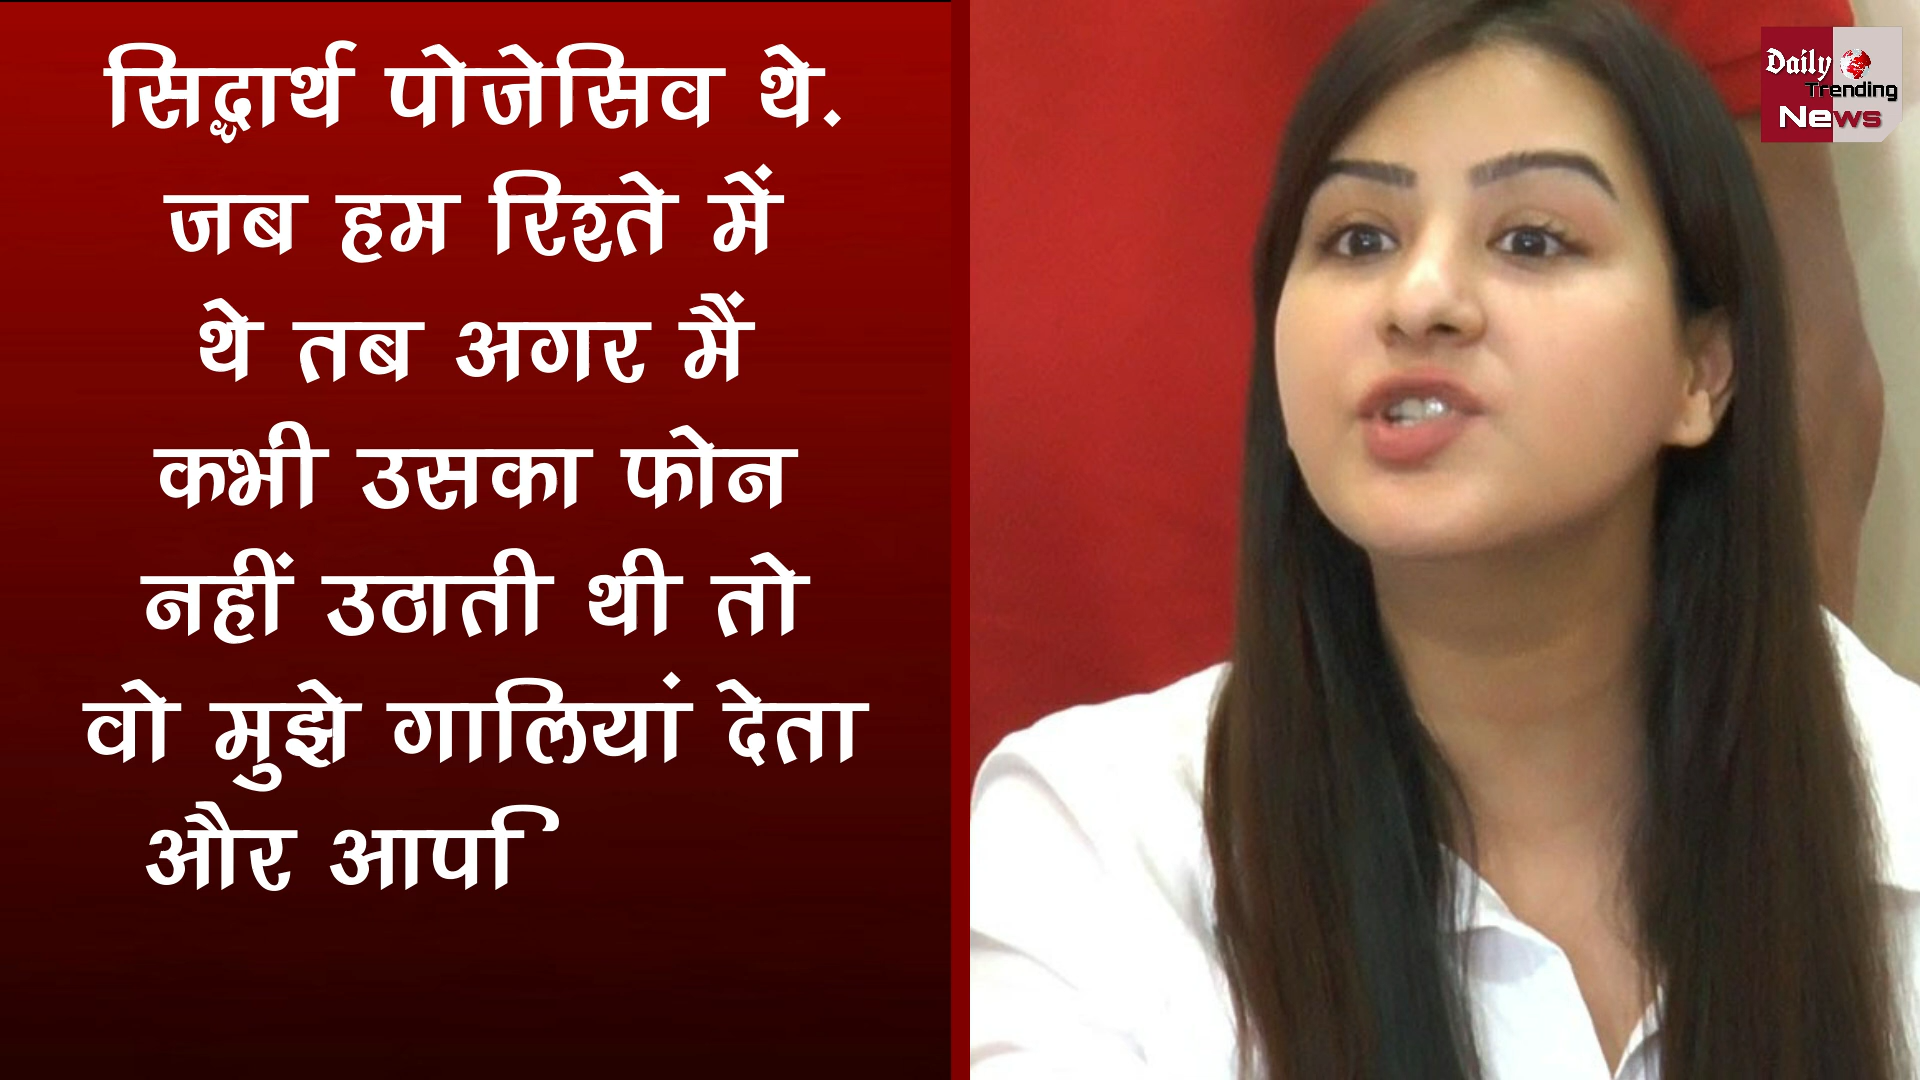 सिद्धार्थ पोजेसिव थे.
जब हम रिश्ते में
थे तब अगर मैं
कभी उसका फोन
नहीं उठाती थी तो
वो मुझे गालियां देता
और आपि
Daily
Trending
News